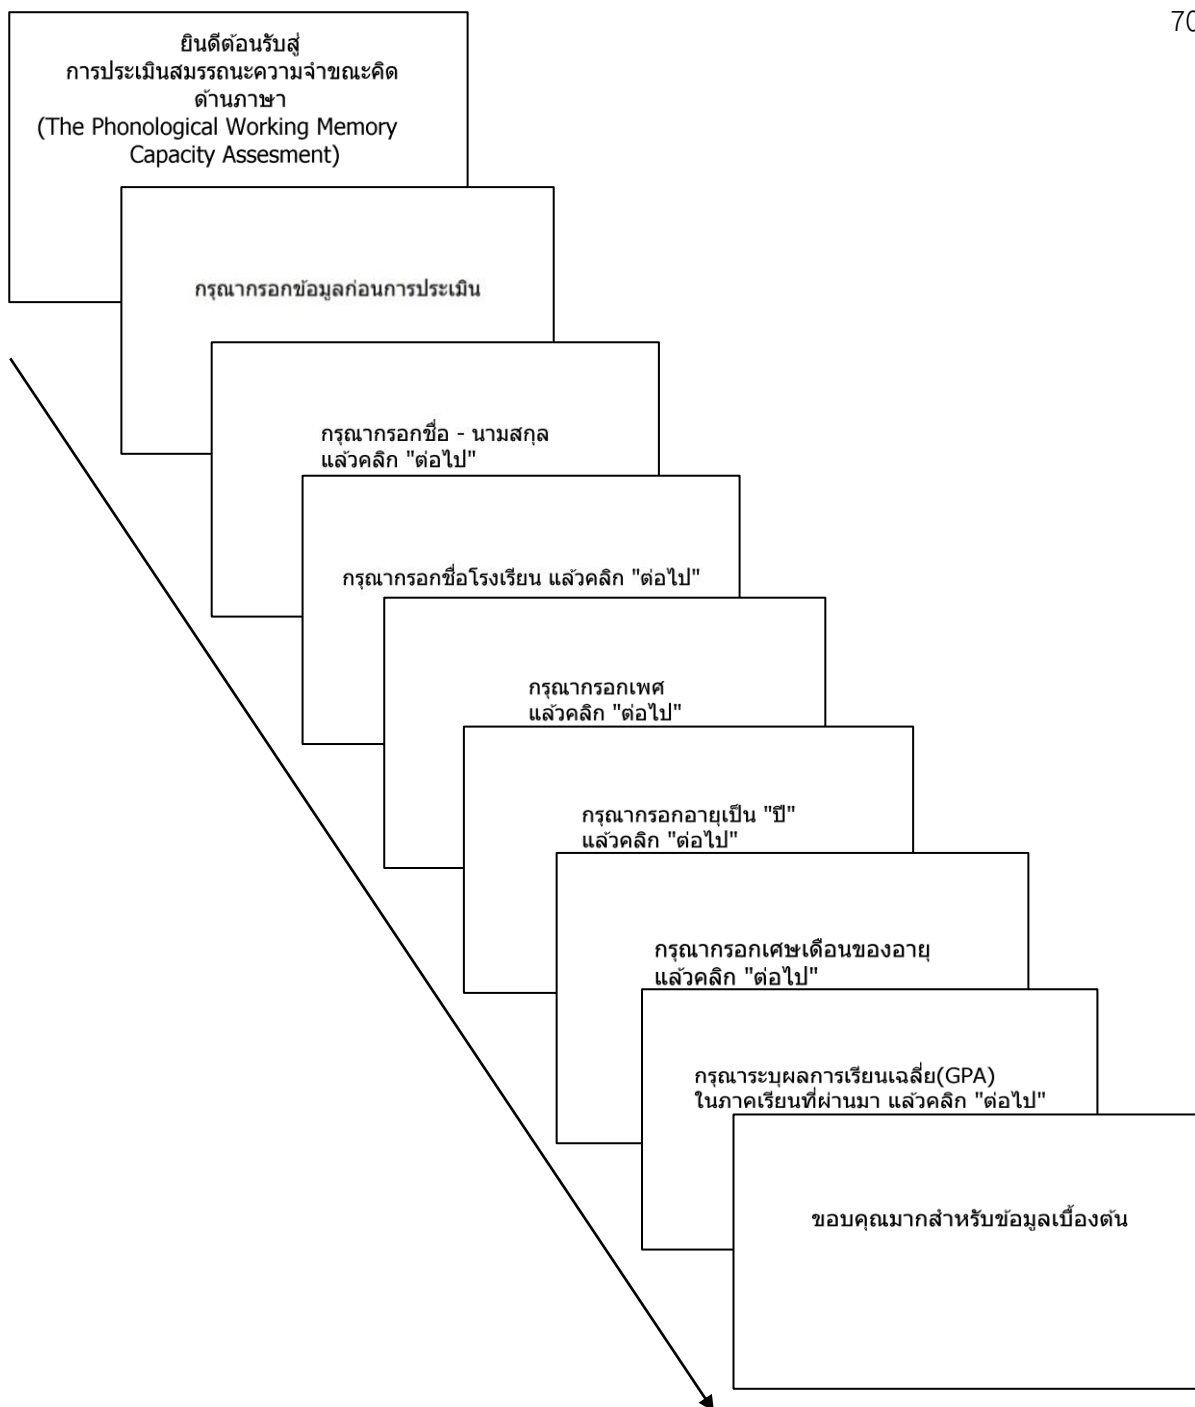 70
ยินดีต้อนรับสู่
การประเมินสมรรถนะความจำขณะคิด
ด้านภาษา
(The Phonological Working Memory
Capacity Assesment)
กรุณากรอกข้อมูลก่อนการประเมิน
กรุณากรอกชื่อ - นามสกุล
แล้วคลิก "ต่อไป"
กรุณากรอกชื่อโรงเรียน แล้วคลิก "ต่อไป"
กรุณากรอกเพศ
แล้วคลิก "ต่อไป"
กรุณากรอกอายุเป็น "ปี"
แล้วคลิก "ต่อไป"
กรุณากรอกเศษเดือนของอายุ
แล้วคลิก "ต่อไป"
กรุณาระบุผลการเรียนเฉลี่ย(GPA)
ในภาคเรียนที่ผ่านมา แล้วคลิก "ต่อไป"
ขอบคุณมากสำหรับข้อมูลเบื้องต้น